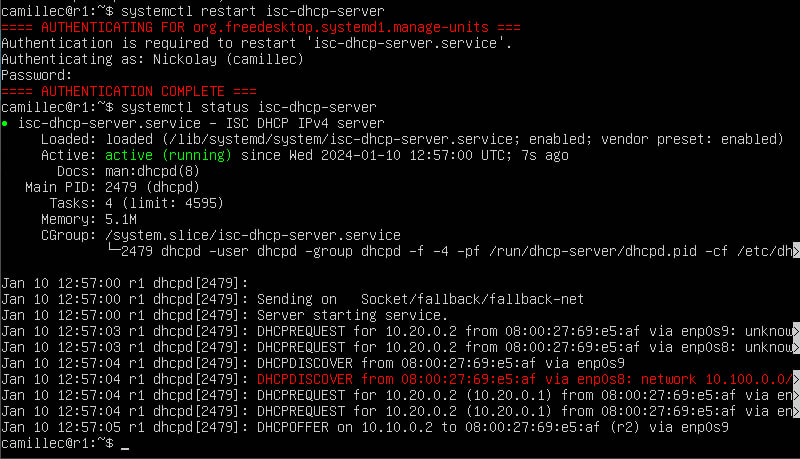 camillec@r1:~$ systemctl restart isc-dhcp-server
==== AUTHENTICATING FOR org.freedesktop.systemd1.manage-units ===
Authentication is required to restart 'isc-dhcp-server.service'.
Authenticating as: Nickolay (camillec)
Password:
==== AUTHENTICATION COMPLETE ===
camillec@r1:~$ systemctl status isc-dhcp-server
● isc-dhcp-server.service - ISC DHCP IPv4 server
Loaded: loaded (/lib/systemd/system/isc-dhcp-server.service; enabled; vendor preset: enabled)
Active: active (running) since Wed 2024-01-10 12:57:00 UTC; 7s ago
Docs: man:dhcpd(8)
Main PID: 2479 (dhcpd)
Tasks: 4 (limit: 4595)
Memory: 5.1M
CGroup: /system.slice/isc-dhcp-server.service
└─2479 dhcpd -user dhcpd -group dhcpd -f -4 -pf /run/dhcp-server/dhcpd.pid -cf /etc/dh>
Jan 10 12:57:00 r1 dhcpd[2479]:
Jan 10 12:57:00 r1 dhcpd[2479]: Sending on   Socket/fallback/fallback-net
Jan 10 12:57:00 r1 dhcpd[2479]: Server starting service.
Jan 10 12:57:03 r1 dhcpd[2479]: DHCPREQUEST for 10.20.0.2 from 08:00:27:69:e5:af via enp0s9: unknow>
Jan 10 12:57:03 r1 dhcpd[2479]: DHCPREQUEST for 10.20.0.2 from 08:00:27:69:e5:af via enp0s8: unknow>
Jan 10 12:57:04 r1 dhcpd[2479]: DHCPDISCOVER from 08:00:27:69:e5:af via enp0s9
Jan 10 12:57:04 r1 dhcpd[2479]: DHCPDISCOVER from 08:00:27:69:e5:af via enp0s8: network 10.100.0.0/>
Jan 10 12:57:04 r1 dhcpd[2479]: DHCPREQUEST for 10.20.0.2 (10.20.0.1) from 08:00:27:69:e5:af via en>
Jan 10 12:57:04 r1 dhcpd[2479]: DHCPREQUEST for 10.20.0.2 (10.20.0.1) from 08:00:27:69:e5:af via en>
Jan 10 12:57:05 r1 dhcpd[2479]: DHCPOFFER on 10.10.0.2 to 08:00:27:69:e5:af (r2) via enp0s9
camillec@r1:~$ _